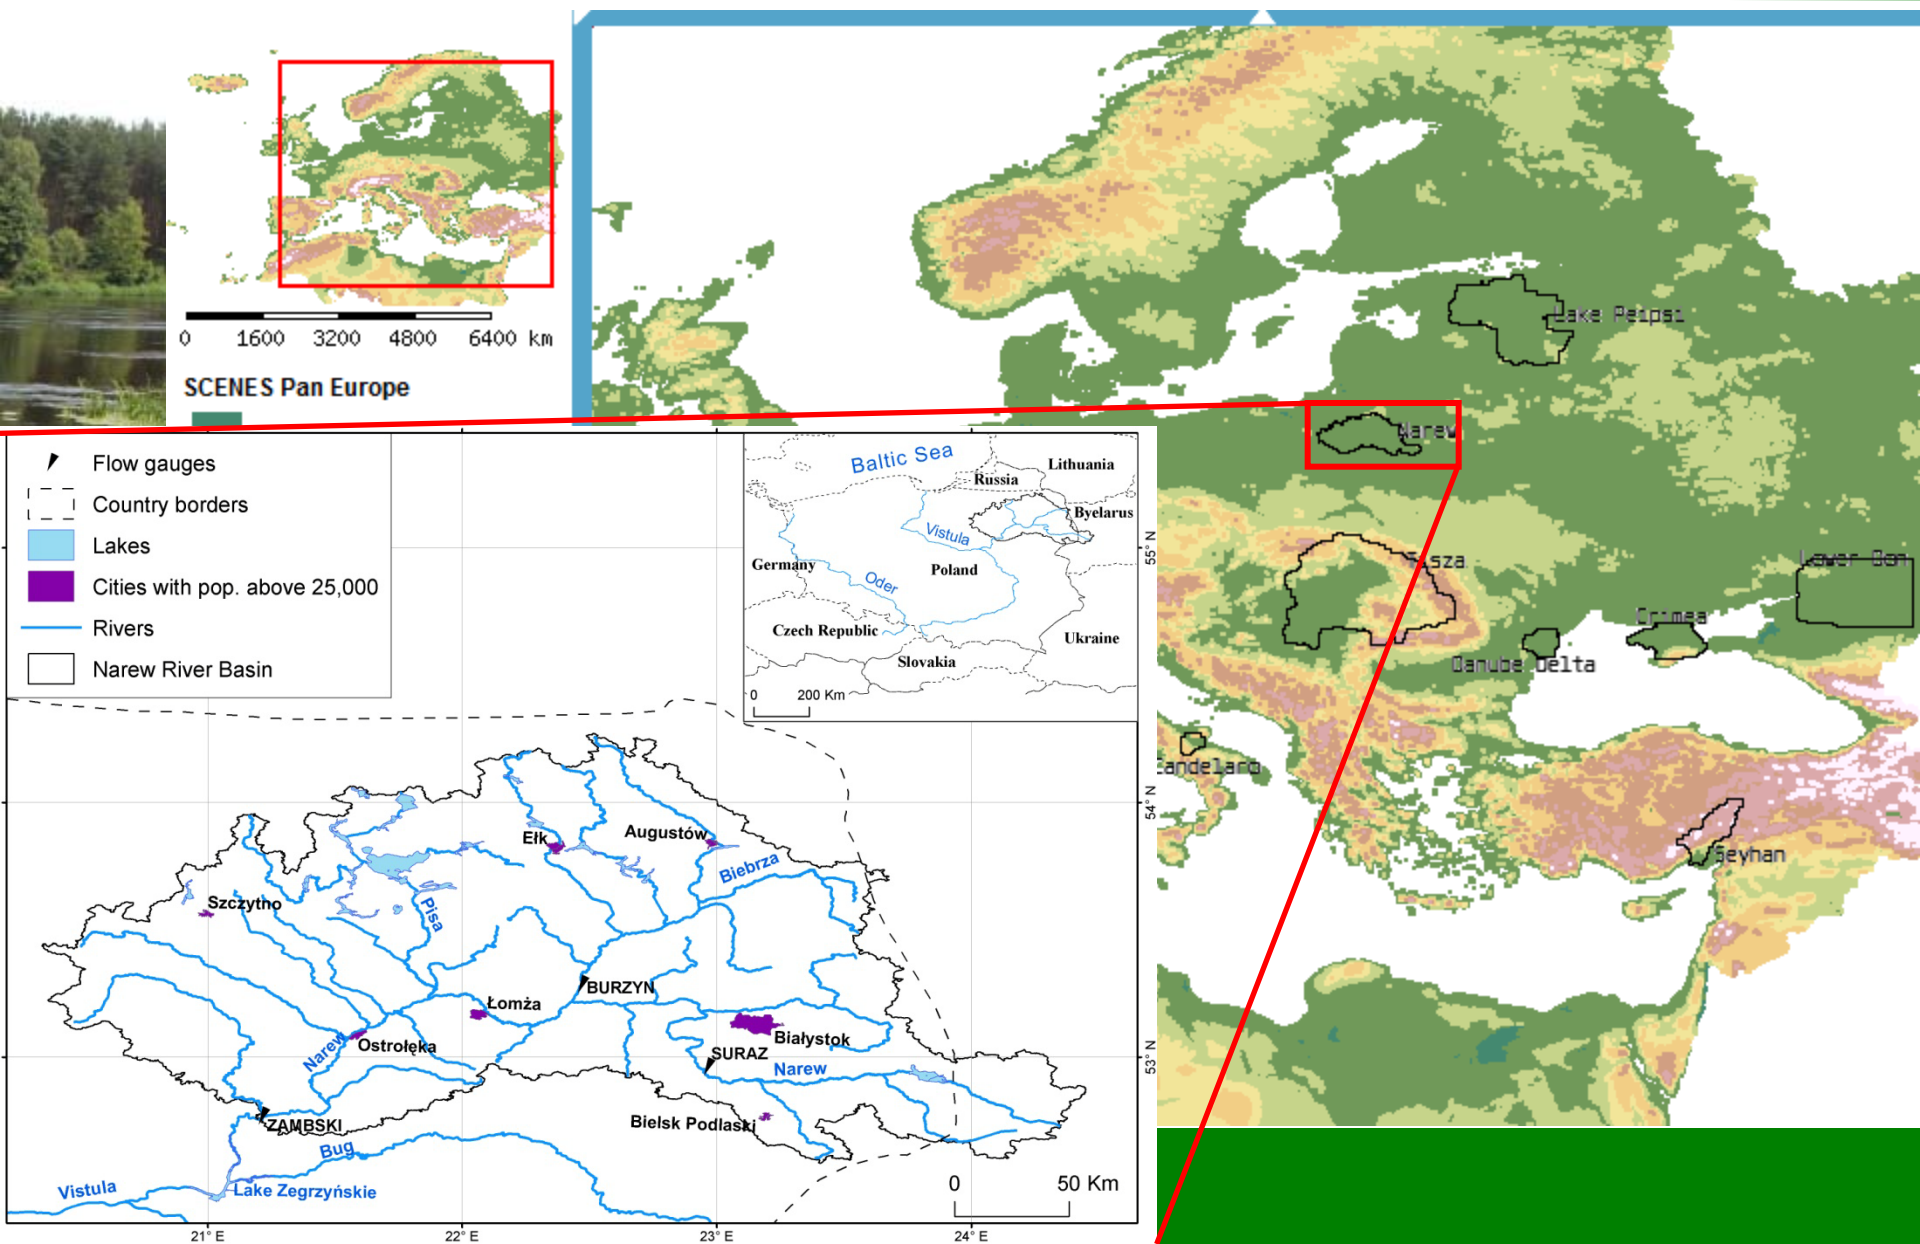 0 1600 3200 4800 6400 km
SCENES Pan Europe
Lake Peipsi
Narew
Tisza
Lower Don
Crimea
Danube Delta
Candelaro
Seyhan
Flow gauges
Country borders
Lakes
Cities with pop. above 25,000
Rivers
Narew River Basin
Baltic Sea
Lithuania
Russia
Byelarus
Vistula
Germany
Poland
Oder
Czech Republic
Ukraine
Slovakia
0 200 Km
55° N
54° N
53° N
Ełk
Augustów
Biebrza
Szczytno
Pisa
BURZYN
Łomża
Białystok
Narew
Ostrołęka
SURAZ
Narew
ZAMBSKI
Bielsk Podlaski
Bug
Vistula
Lake Zegrzyńskie
0 50 Km
21° E
22° E
23° E
24° E